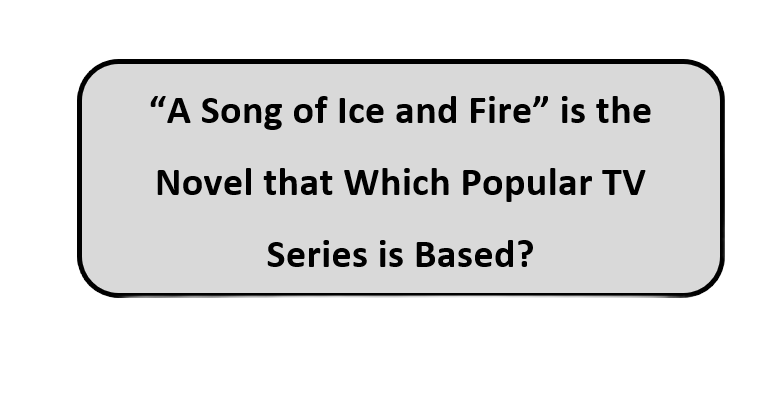 “A Song of Ice and Fire” is the
Novel that Which Popular TV
Series is Based?